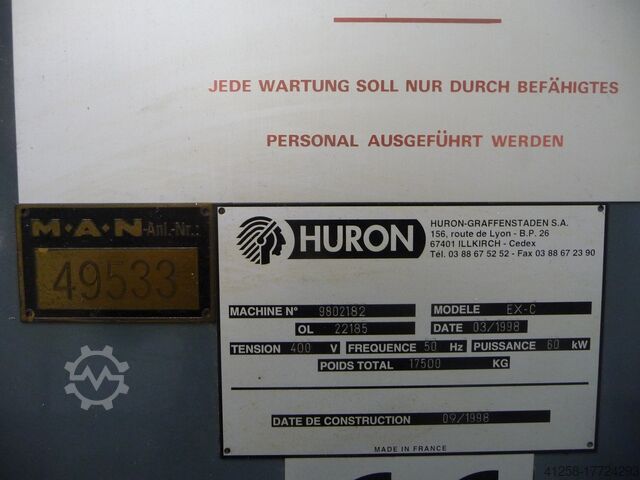 JEDE WARTUNG SOLL NUR DURCH BEFÄHIGTES
PERSONAL AUSGEFÜHRT WERDEN
M·A·N-Anl.-Nr.:
49533
HURON
HURON-GRAFFENSTADEN S.A.
156, route de Lyon - B.P. 26
67401 ILLKIRCH - Cedex
Tél. 03 88 67 52 52 - Fax 03 88 67 23 90
MACHINE N° 9802182 MODELE EX-C
OL 22185 DATE 03/1998
TENSION 400 V FREQUENCE 50 Hz PUISSANCE 60 kW
POIDS TOTAL 17500 KG
DATE DE CONSTRUCTION 09/1998
MADE IN FRANCE
41258-17724293